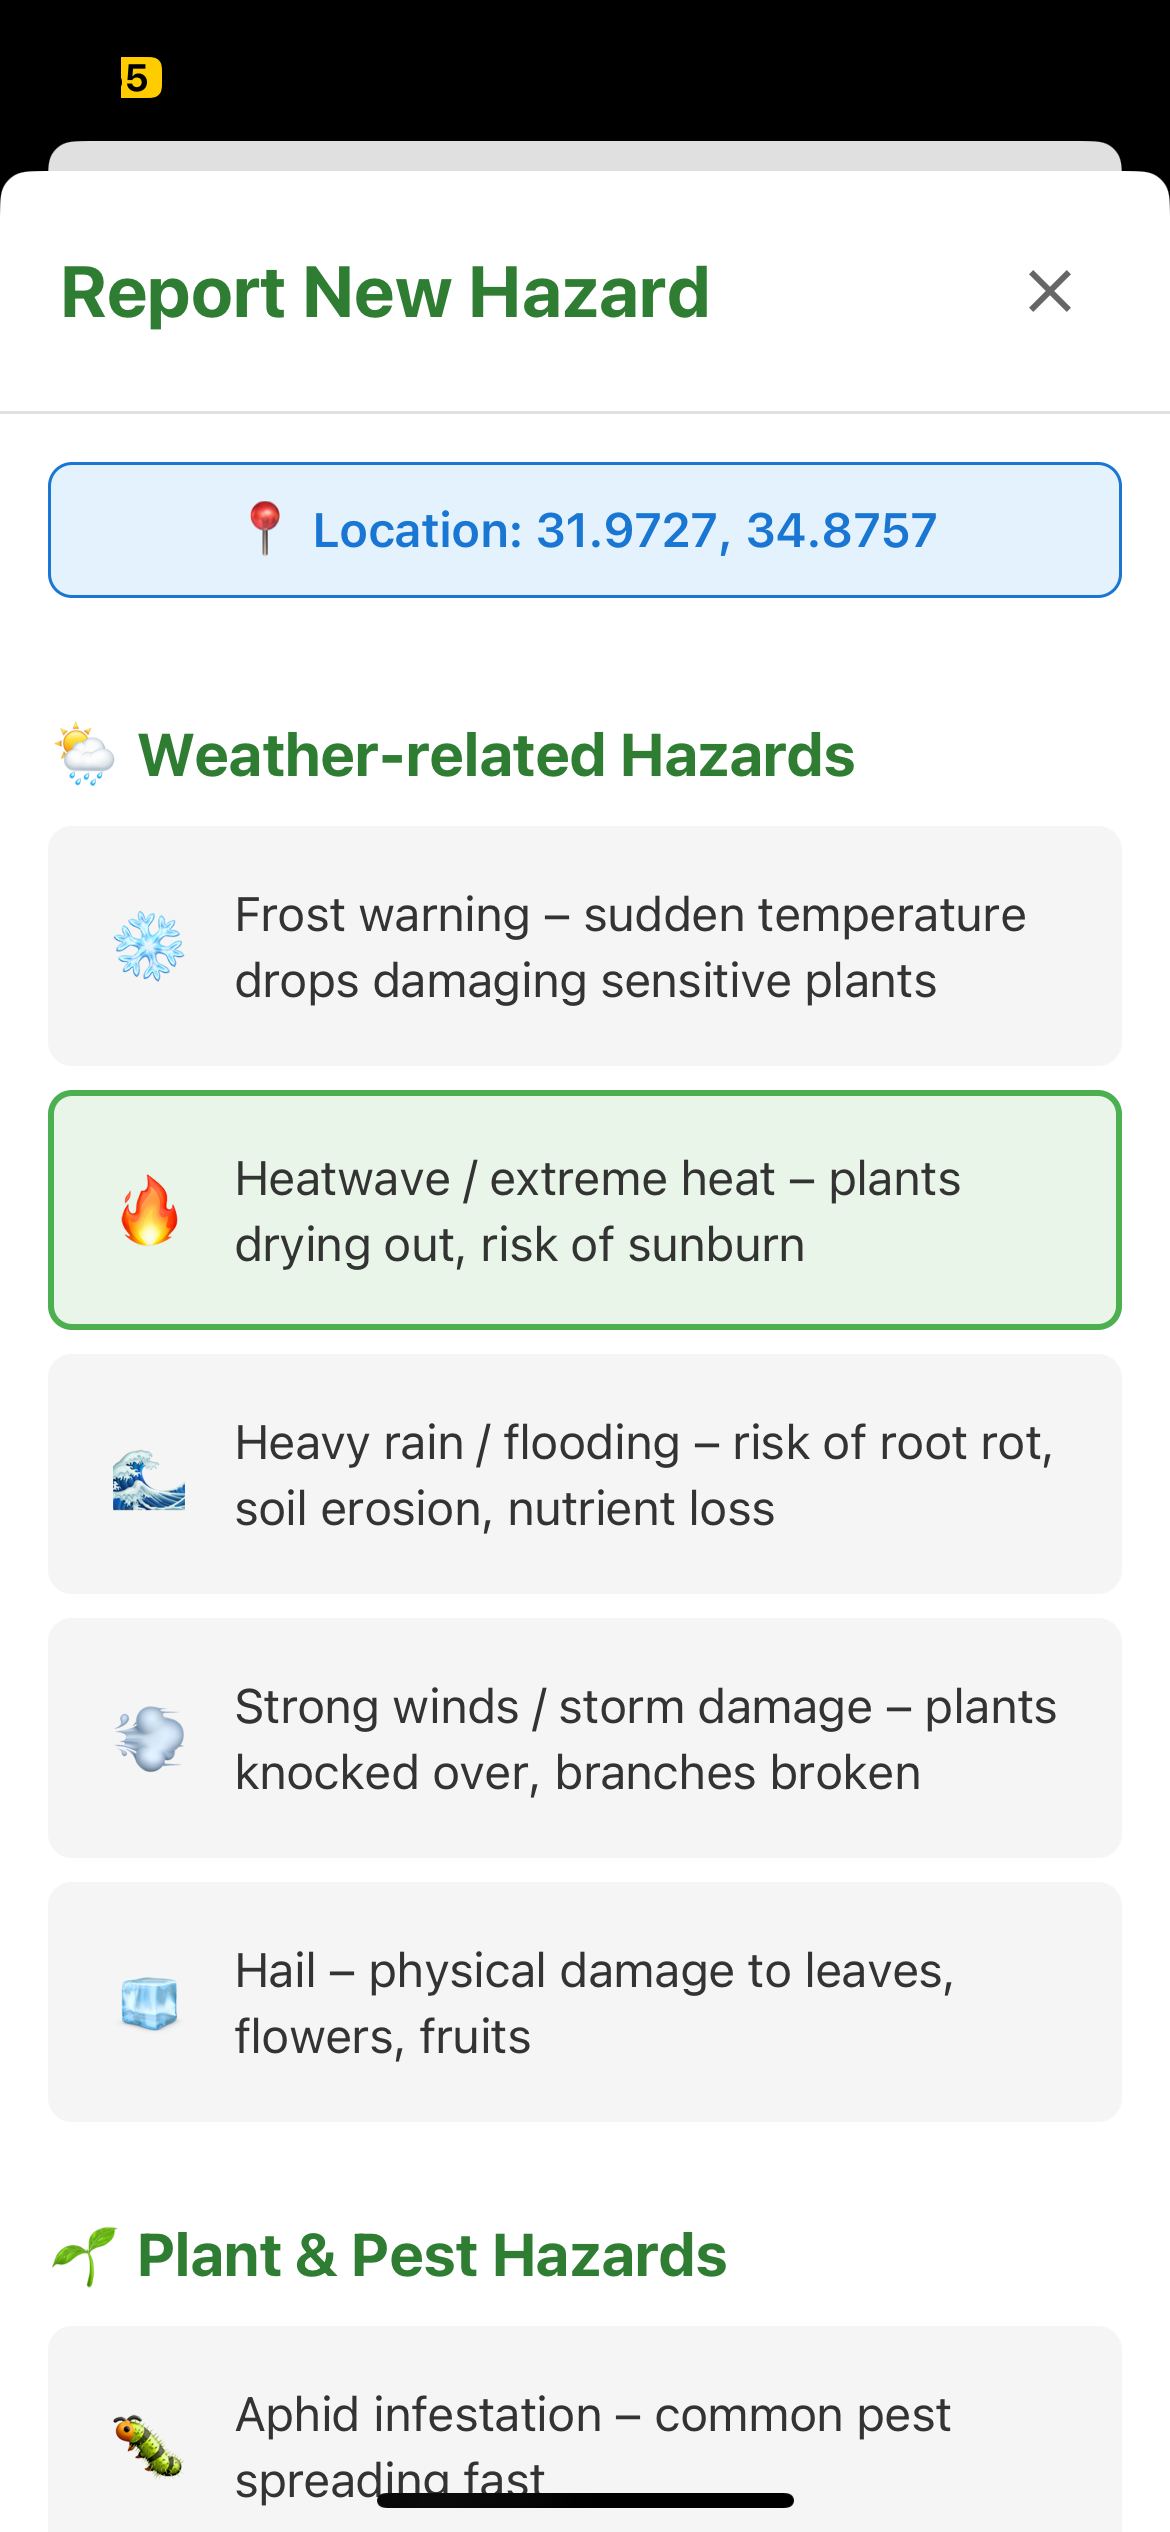 5
Report New Hazard
Location: 31.9727, 34.8757
Weather-related Hazards
Frost warning – sudden temperature
drops damaging sensitive plants
Heatwave / extreme heat – plants
drying out, risk of sunburn
Heavy rain / flooding – risk of root rot,
soil erosion, nutrient loss
Strong winds / storm damage – plants
knocked over, branches broken
Hail – physical damage to leaves,
flowers, fruits
Plant & Pest Hazards
Aphid infestation – common pest
spreading fast